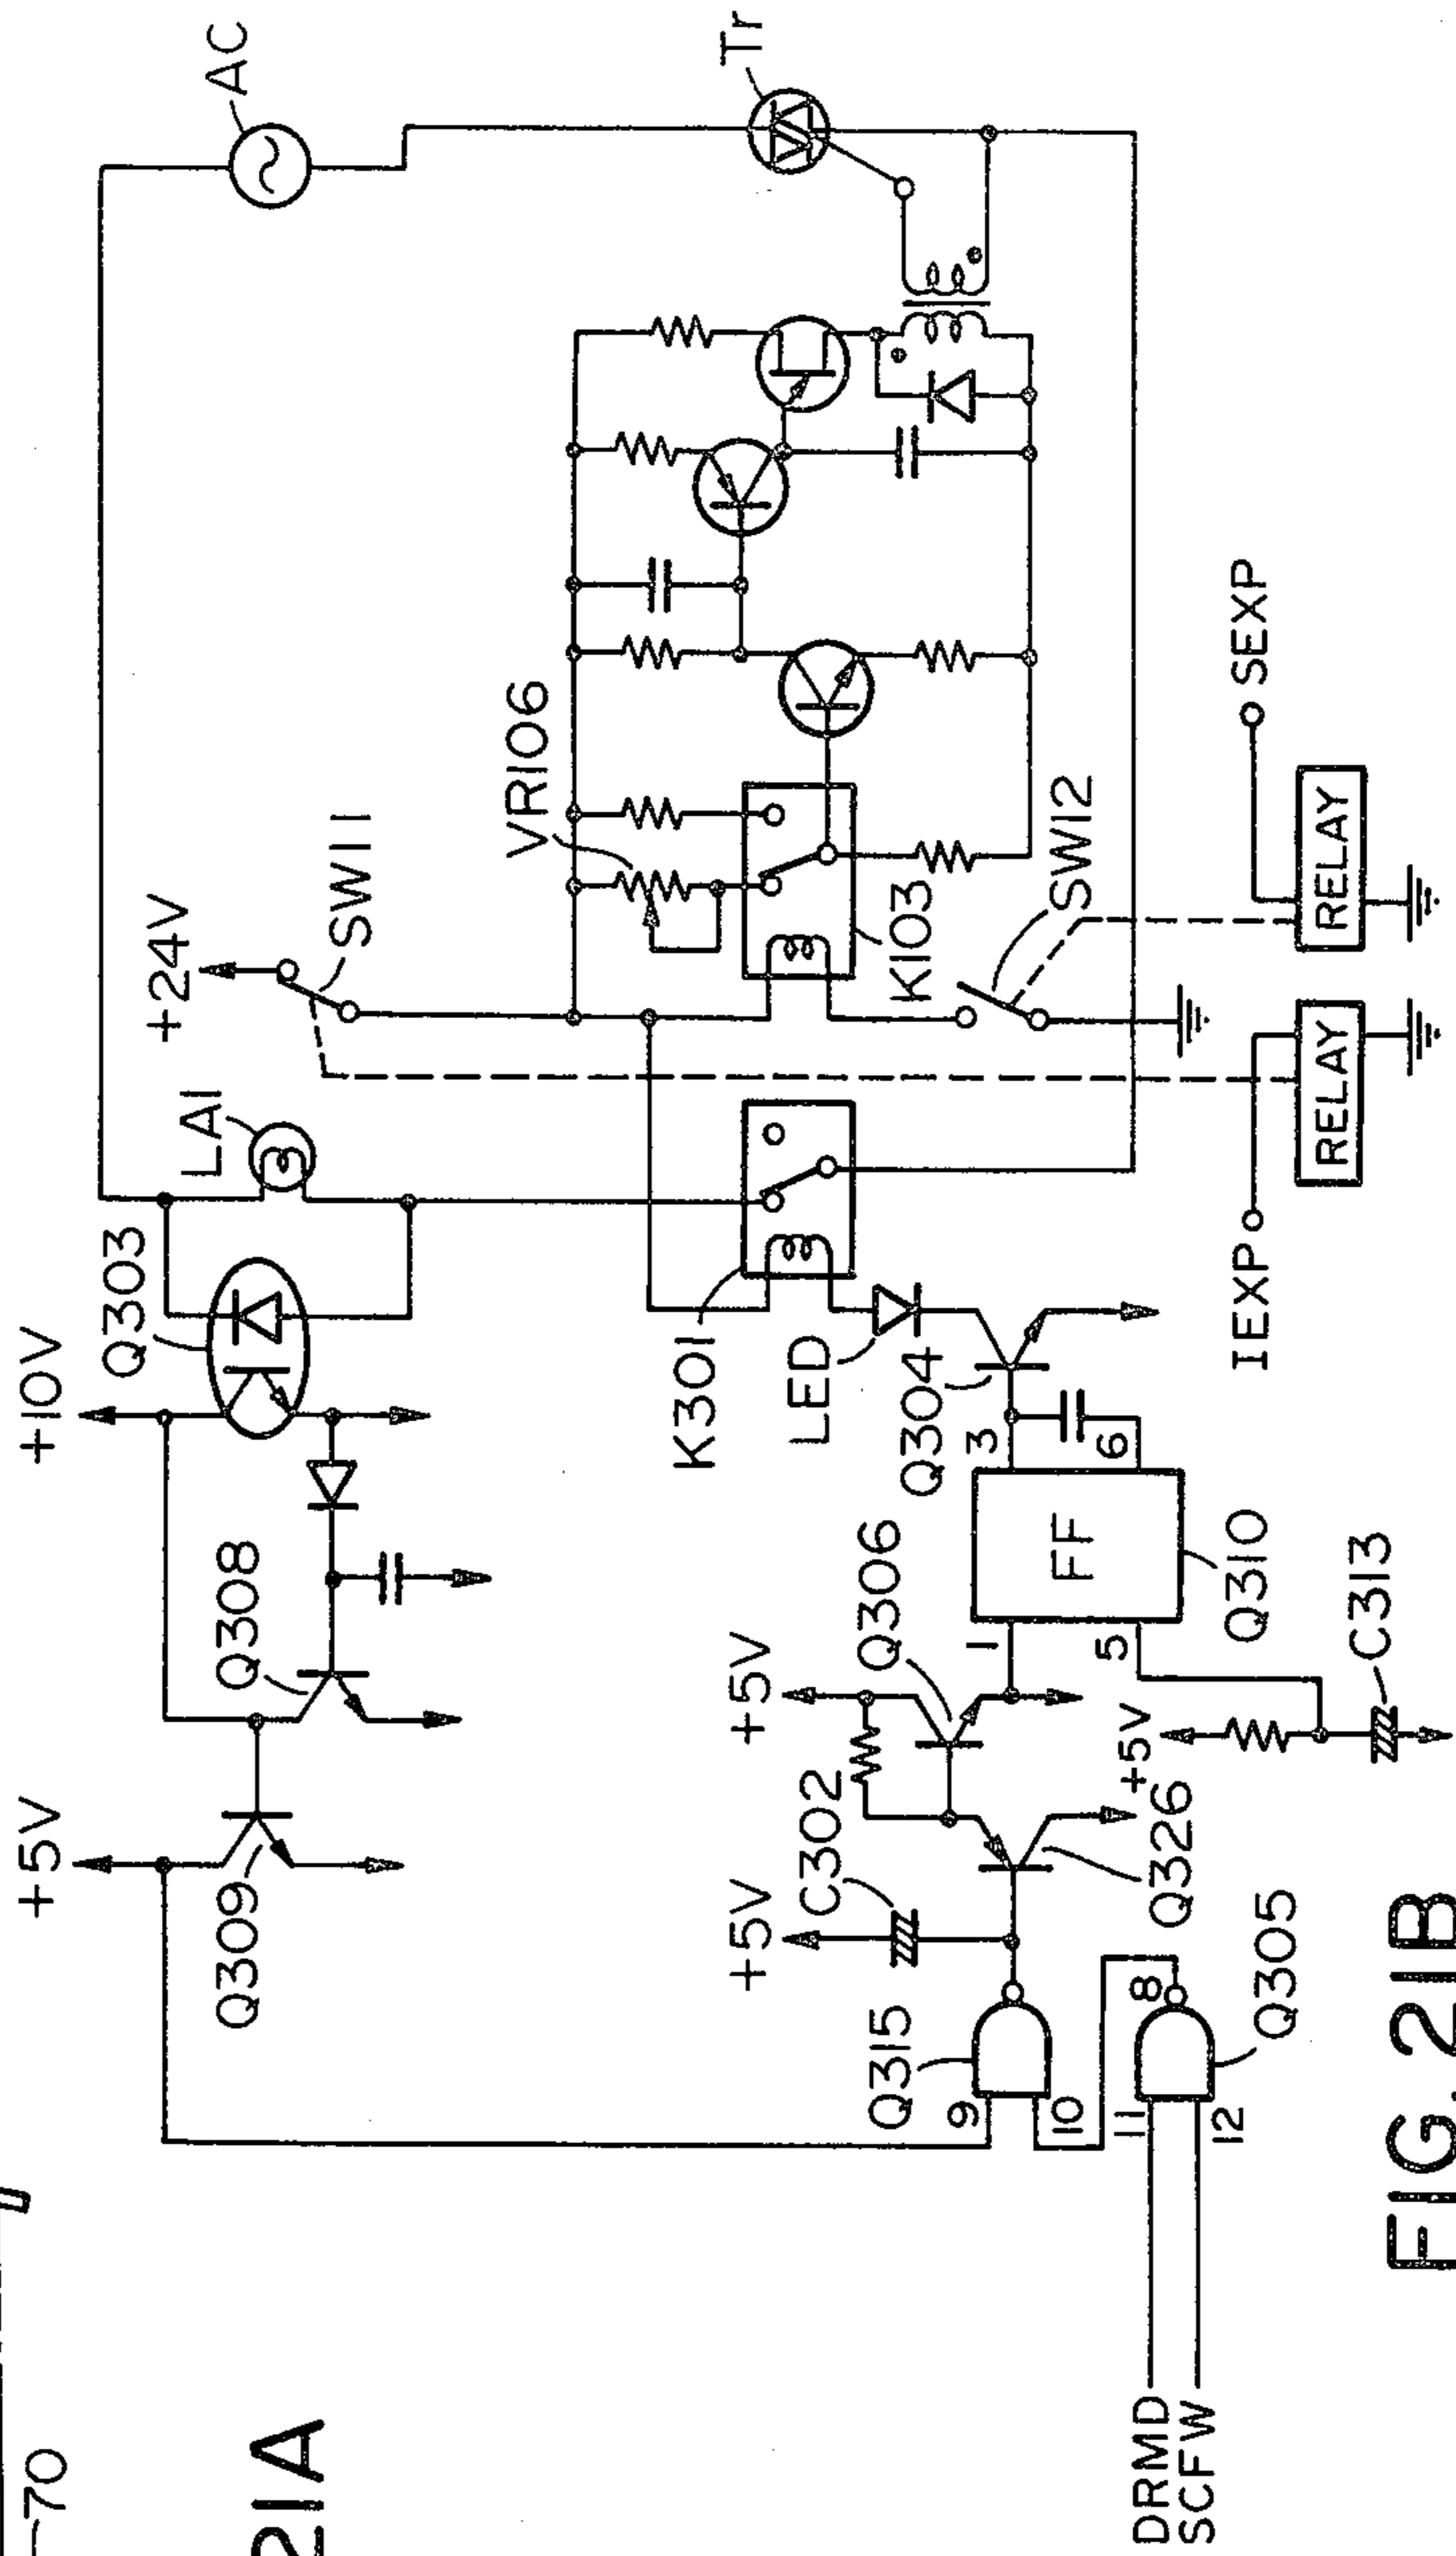 70
21A
AC
Tr
+24V
SW11
LA1
Q303
+10V
Q308
+5V
Q309
VR106
K103
SW12
SEXP
RELAY
RELAY
IEXP
K301
LED
Q304
3
6
FF
Q310
1
5
Q306
+5V
+5V
C313
C302
Q326
+5V
Q315
9
10
8
Q305
11
12
DRMD
SCFW
FIG. 21B